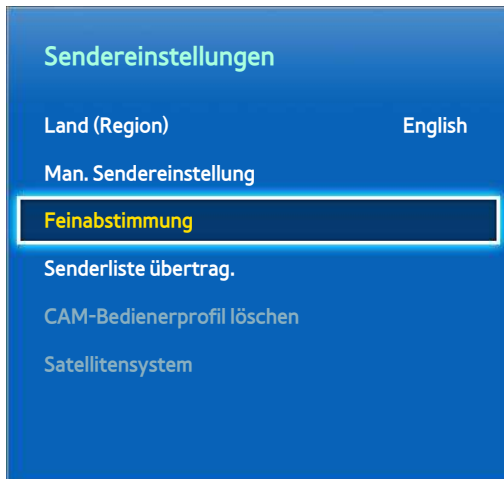 Sendereinstellungen
Land (Region) English
Man. Sendereinstellung
Feinabstimmung
Senderliste übertrag.
CAM-Bedienerprofil löschen
Satellitensystem